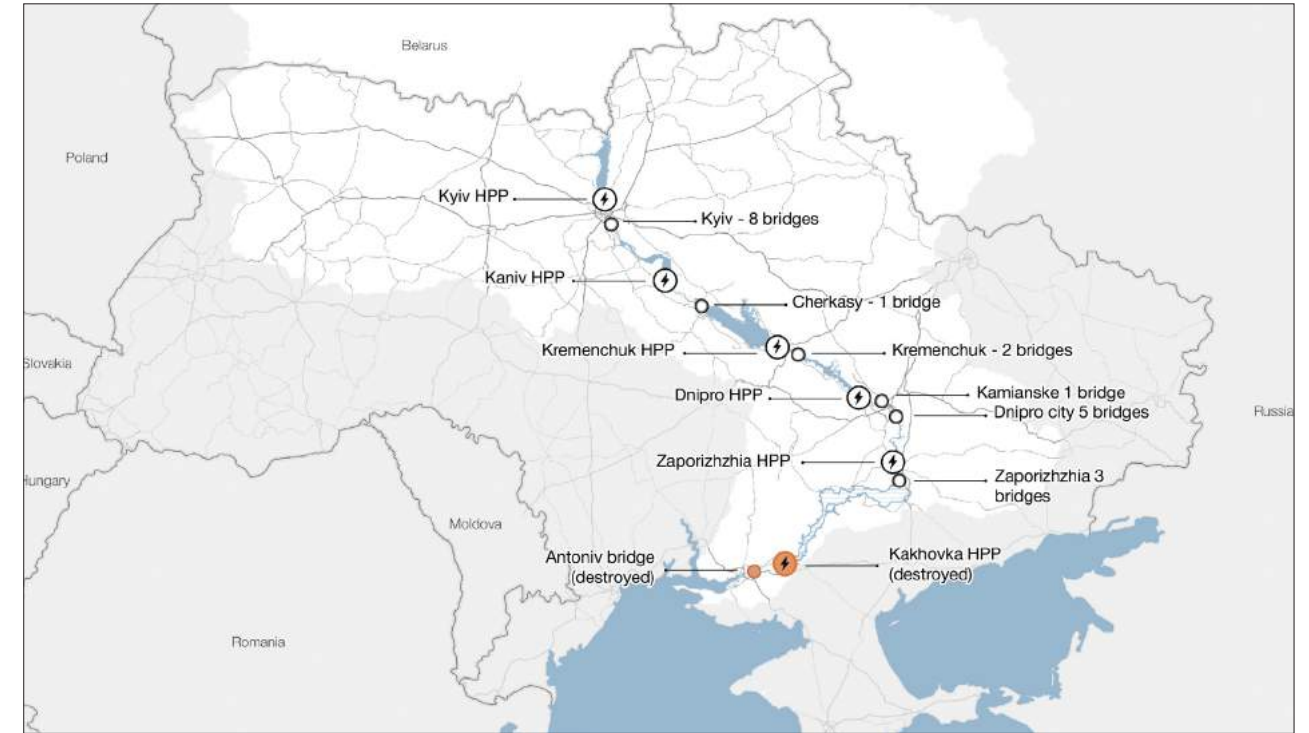 Belarus
Poland
Kyiv HPP
Kyiv - 8 bridges
Kaniv HPP
Cherkasy - 1 bridge
Kremenchuk HPP
Kremenchuk - 2 bridges
Slovakia
Dnipro HPP
Kamianske 1 bridge
Dnipro city 5 bridges
Russia
Zaporizhzhia HPP
Zaporizhzhia 3
bridges
Hungary
Moldova
Antoniv bridge
(destroyed)
Kakhovka HPP
(destroyed)
Romania